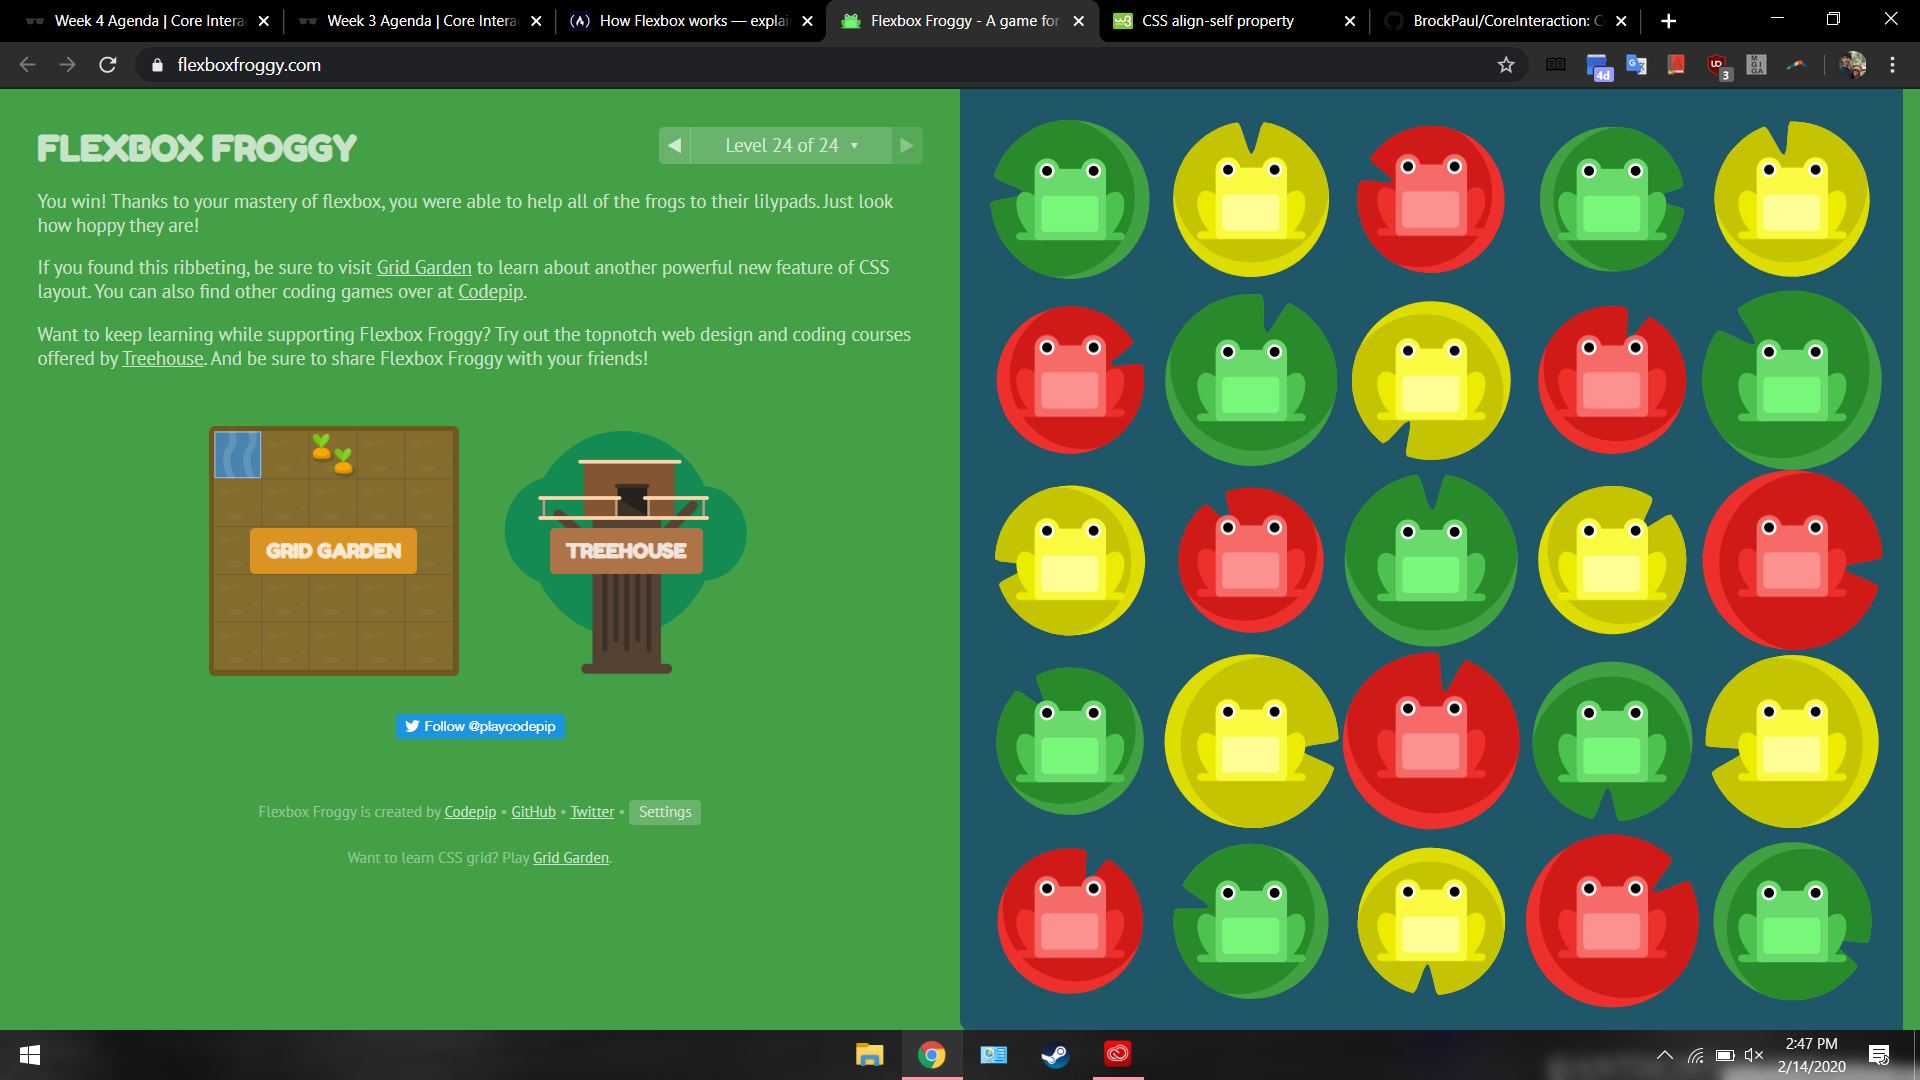 Week 4 Agenda | Core Intera
Week 3 Agenda | Core Intera
(A)
How Flexbox works — explai
Flexbox Froggy - A game for
CSS align-self property
BrockPaul/CoreInteraction: C
flexboxfroggy.com
4d
3
FLEXBOX FROGGY
Level 24 of 24
You win! Thanks to your mastery of flexbox, you were able to help all of the frogs to their lilypads. Just look
how hoppy they are!
If you found this ribbeting, be sure to visit Grid Garden to learn about another powerful new feature of CSS
layout. You can also find other coding games over at Codepip.
Want to keep learning while supporting Flexbox Froggy? Try out the topnotch web design and coding courses
offered by Treehouse. And be sure to share Flexbox Froggy with your friends!
GRID GARDEN
TREEHOUSE
Follow @playcodepip
Flexbox Froggy is created by Codepip • GitHub • Twitter • Settings
Want to learn CSS grid? Play Grid Garden.
2:47 PM
2/14/2020